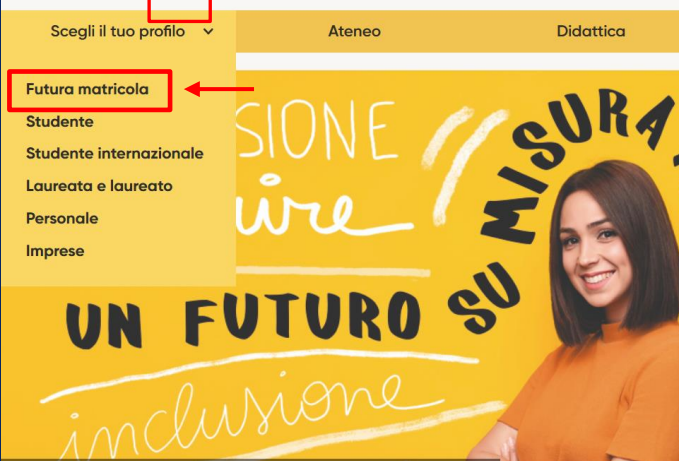 Scegli il tuo profilo
Ateneo
Didattica
Futura matricola
Studente
Studente internazionale
Laureata e laureato
Personale
Imprese
SIONE
UN FUTURO SU MISURA
inclusione